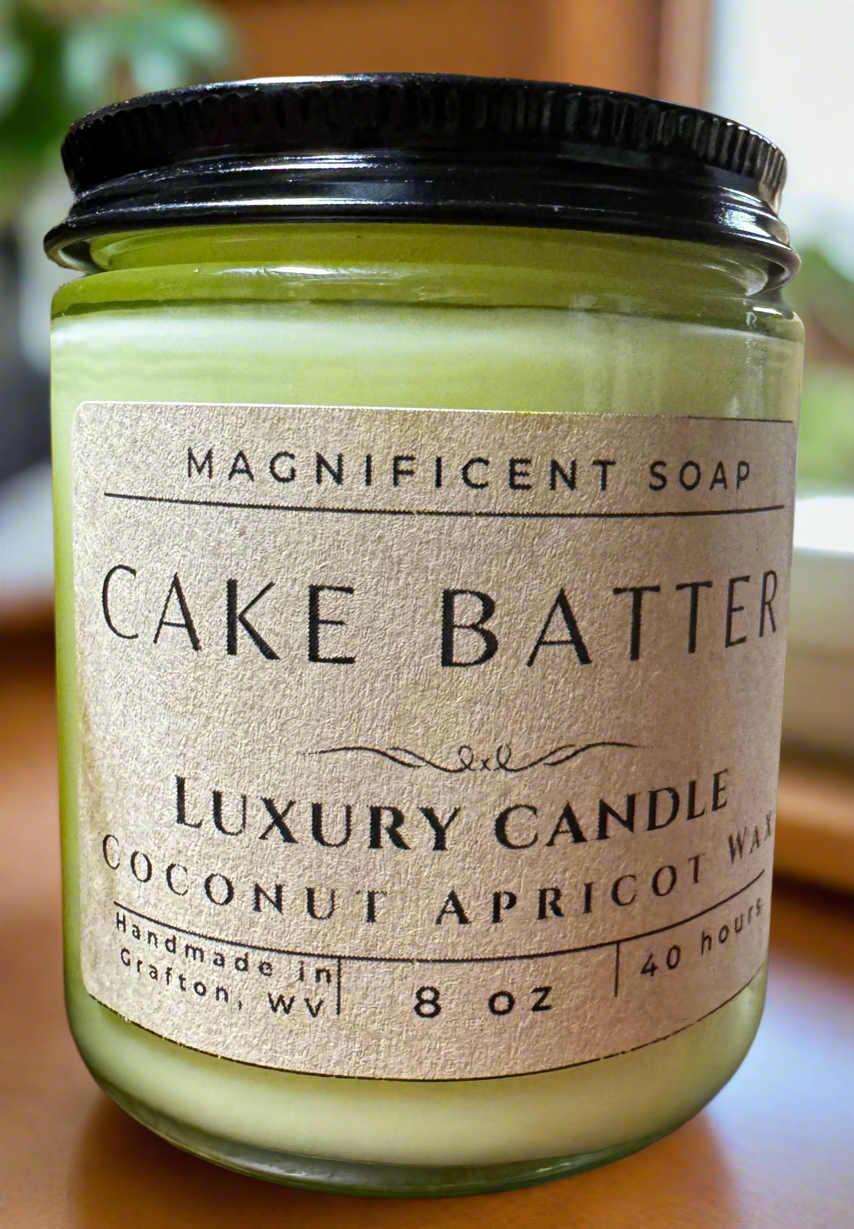 MAGNIFICENT SOAP
CAKE BATTER
LUXURY CANDLE
COCONUT APRICOT WAX
Handmade in
Grafton, WV
8 oz
40 hours